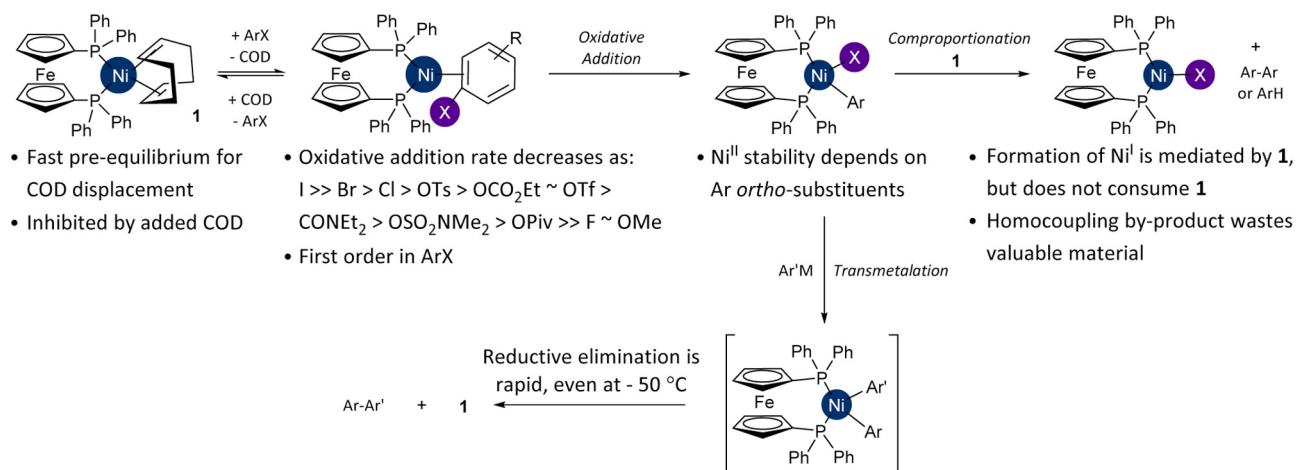 Ph
Ph
P
Fe
Ni
P
Ph
Ph
1
+ ArX
- COD
+ COD
- ArX
Ph
Ph
P
R
Fe
Ni
P
X
Ph
Ph
Oxidative
Addition
Ph
Ph
P
X
Fe
Ni
P
Ar
Ph
Ph
Comproportionation
1
Ph
Ph
P
Fe
Ni
X
P
Ph
Ph
+
Ar-Ar
or ArH
• Fast pre-equilibrium for
COD displacement
• Inhibited by added COD
• Oxidative addition rate decreases as:
I >> Br > Cl > OTs > OCO₂Et ~ OTf >
CONEt₂ > OSO₂NMe₂ > OPiv >> F ~ OMe
• First order in ArX
• Niᴵᴵ stability depends on
Ar ortho-substituents
• Formation of Niᴵ is mediated by 1,
but does not consume 1
• Homocoupling by-product wastes
valuable material
Ar'M
Transmetalation
Ph
Ph
P
Ar'
Fe
Ni
P
Ar
Ph
Ph
Reductive elimination is
rapid, even at - 50 °C
Ar-Ar' + 1